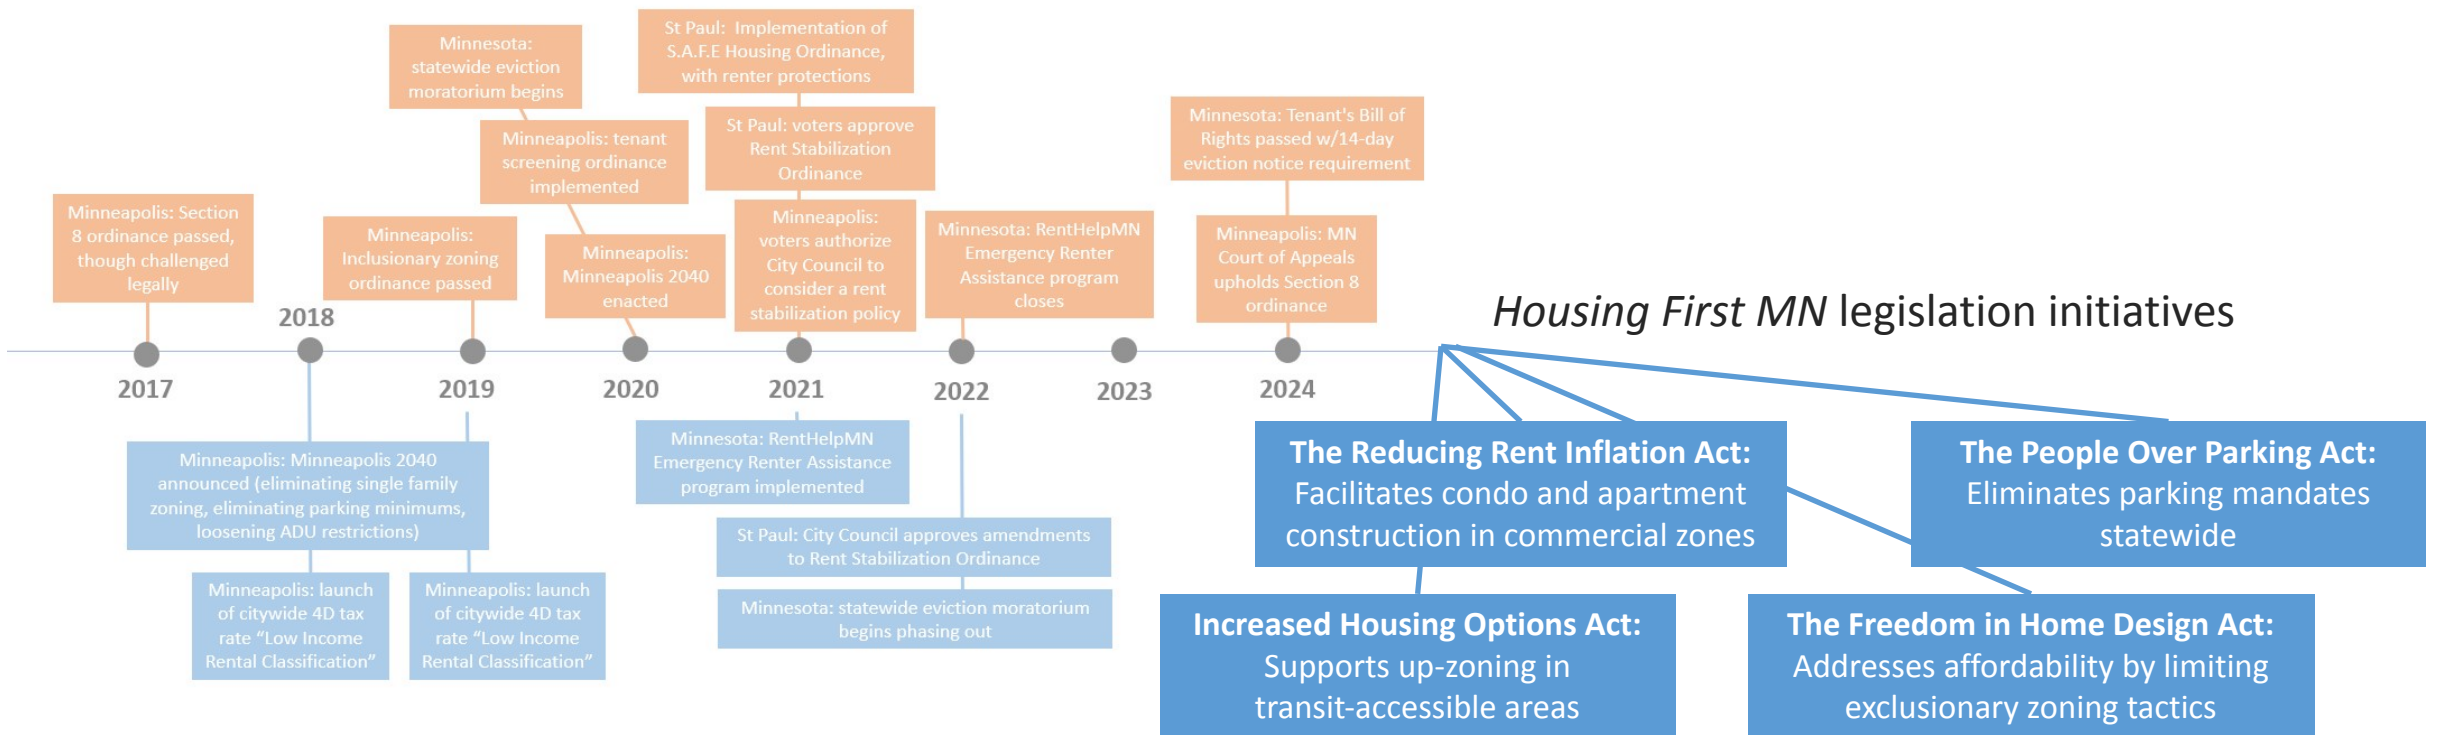 Minnesota:
statewide eviction
moratorium begins
St Paul:  Implementation of
S.A.F.E Housing Ordinance,
with renter protections
Minneapolis: tenant
screening ordinance
implemented
St Paul: voters approve
Rent Stabilization
Ordinance
Minnesota: Tenant's Bill of
Rights passed w/14-day
eviction notice requirement
Minneapolis: Section
8 ordinance passed,
though challenged
legally
Minneapolis:
Inclusionary zoning
ordinance passed
Minneapolis:
Minneapolis 2040
enacted
Minneapolis:
voters authorize
City Council to
consider a rent
stabilization policy
Minnesota: RentHelpMN
Emergency Renter
Assistance program
closes
Minneapolis: MN
Court of Appeals
upholds Section 8
ordinance
Housing First MN legislation initiatives
2018
2017
2019
2020
2021
2022
2023
2024
Minneapolis: Minneapolis 2040
announced (eliminating single family
zoning, eliminating parking minimums,
loosening ADU restrictions)
Minneapolis: launch
of citywide 4D tax
rate “Low Income
Rental Classification”
Minneapolis: launch
of citywide 4D tax
rate “Low Income
Rental Classification”
Minnesota: RentHelpMN
Emergency Renter Assistance
program implemented
St Paul: City Council approves amendments
to Rent Stabilization Ordinance
Minnesota: statewide eviction moratorium
begins phasing out
The Reducing Rent Inflation Act:
Facilitates condo and apartment
construction in commercial zones
The People Over Parking Act:
Eliminates parking mandates
statewide
Increased Housing Options Act:
Supports up-zoning in
transit-accessible areas
The Freedom in Home Design Act:
Addresses affordability by limiting
exclusionary zoning tactics